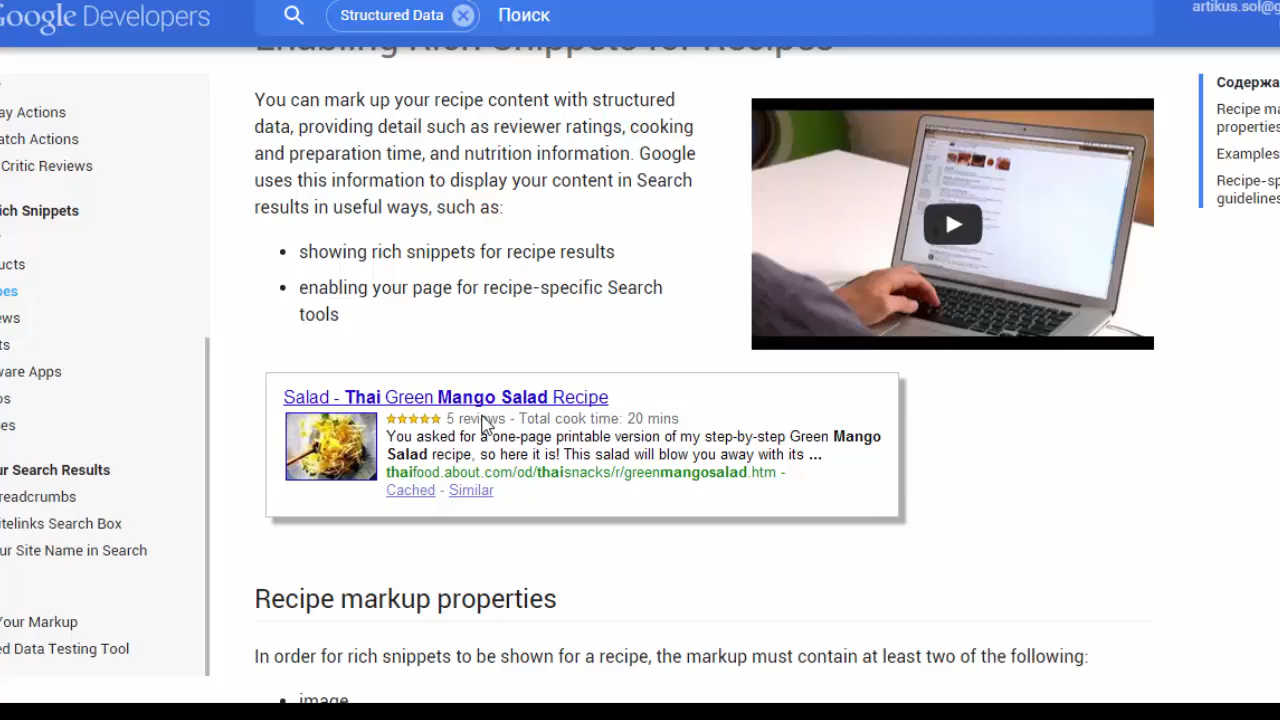 Google Developers
Structured Data
Поиск
artikus.sol@g
Enabling Rich Snippets for Recipes
ay Actions
atch Actions
Critic Reviews
ich Snippets
ucts
pes
ews
ts
ware Apps
os
es
ur Search Results
readcrumbs
itelinks Search Box
ur Site Name in Search
Your Markup
ed Data Testing Tool
You can mark up your recipe content with structured
data, providing detail such as reviewer ratings, cooking
and preparation time, and nutrition information. Google
uses this information to display your content in Search
results in useful ways, such as:
• showing rich snippets for recipe results
• enabling your page for recipe-specific Search
tools
Salad - Thai Green Mango Salad Recipe
5 reviews - Total cook time: 20 mins
You asked for a one-page printable version of my step-by-step Green Mango
Salad recipe, so here it is! This salad will blow you away with its ...
thaifood.about.com/od/thaisnacks/r/greenmangosalad.htm -
Cached - Similar
Recipe markup properties
In order for rich snippets to be shown for a recipe, the markup must contain at least two of the following:
• image
Содержа
Recipe ma
properties
Examples
Recipe-sp
guidelines